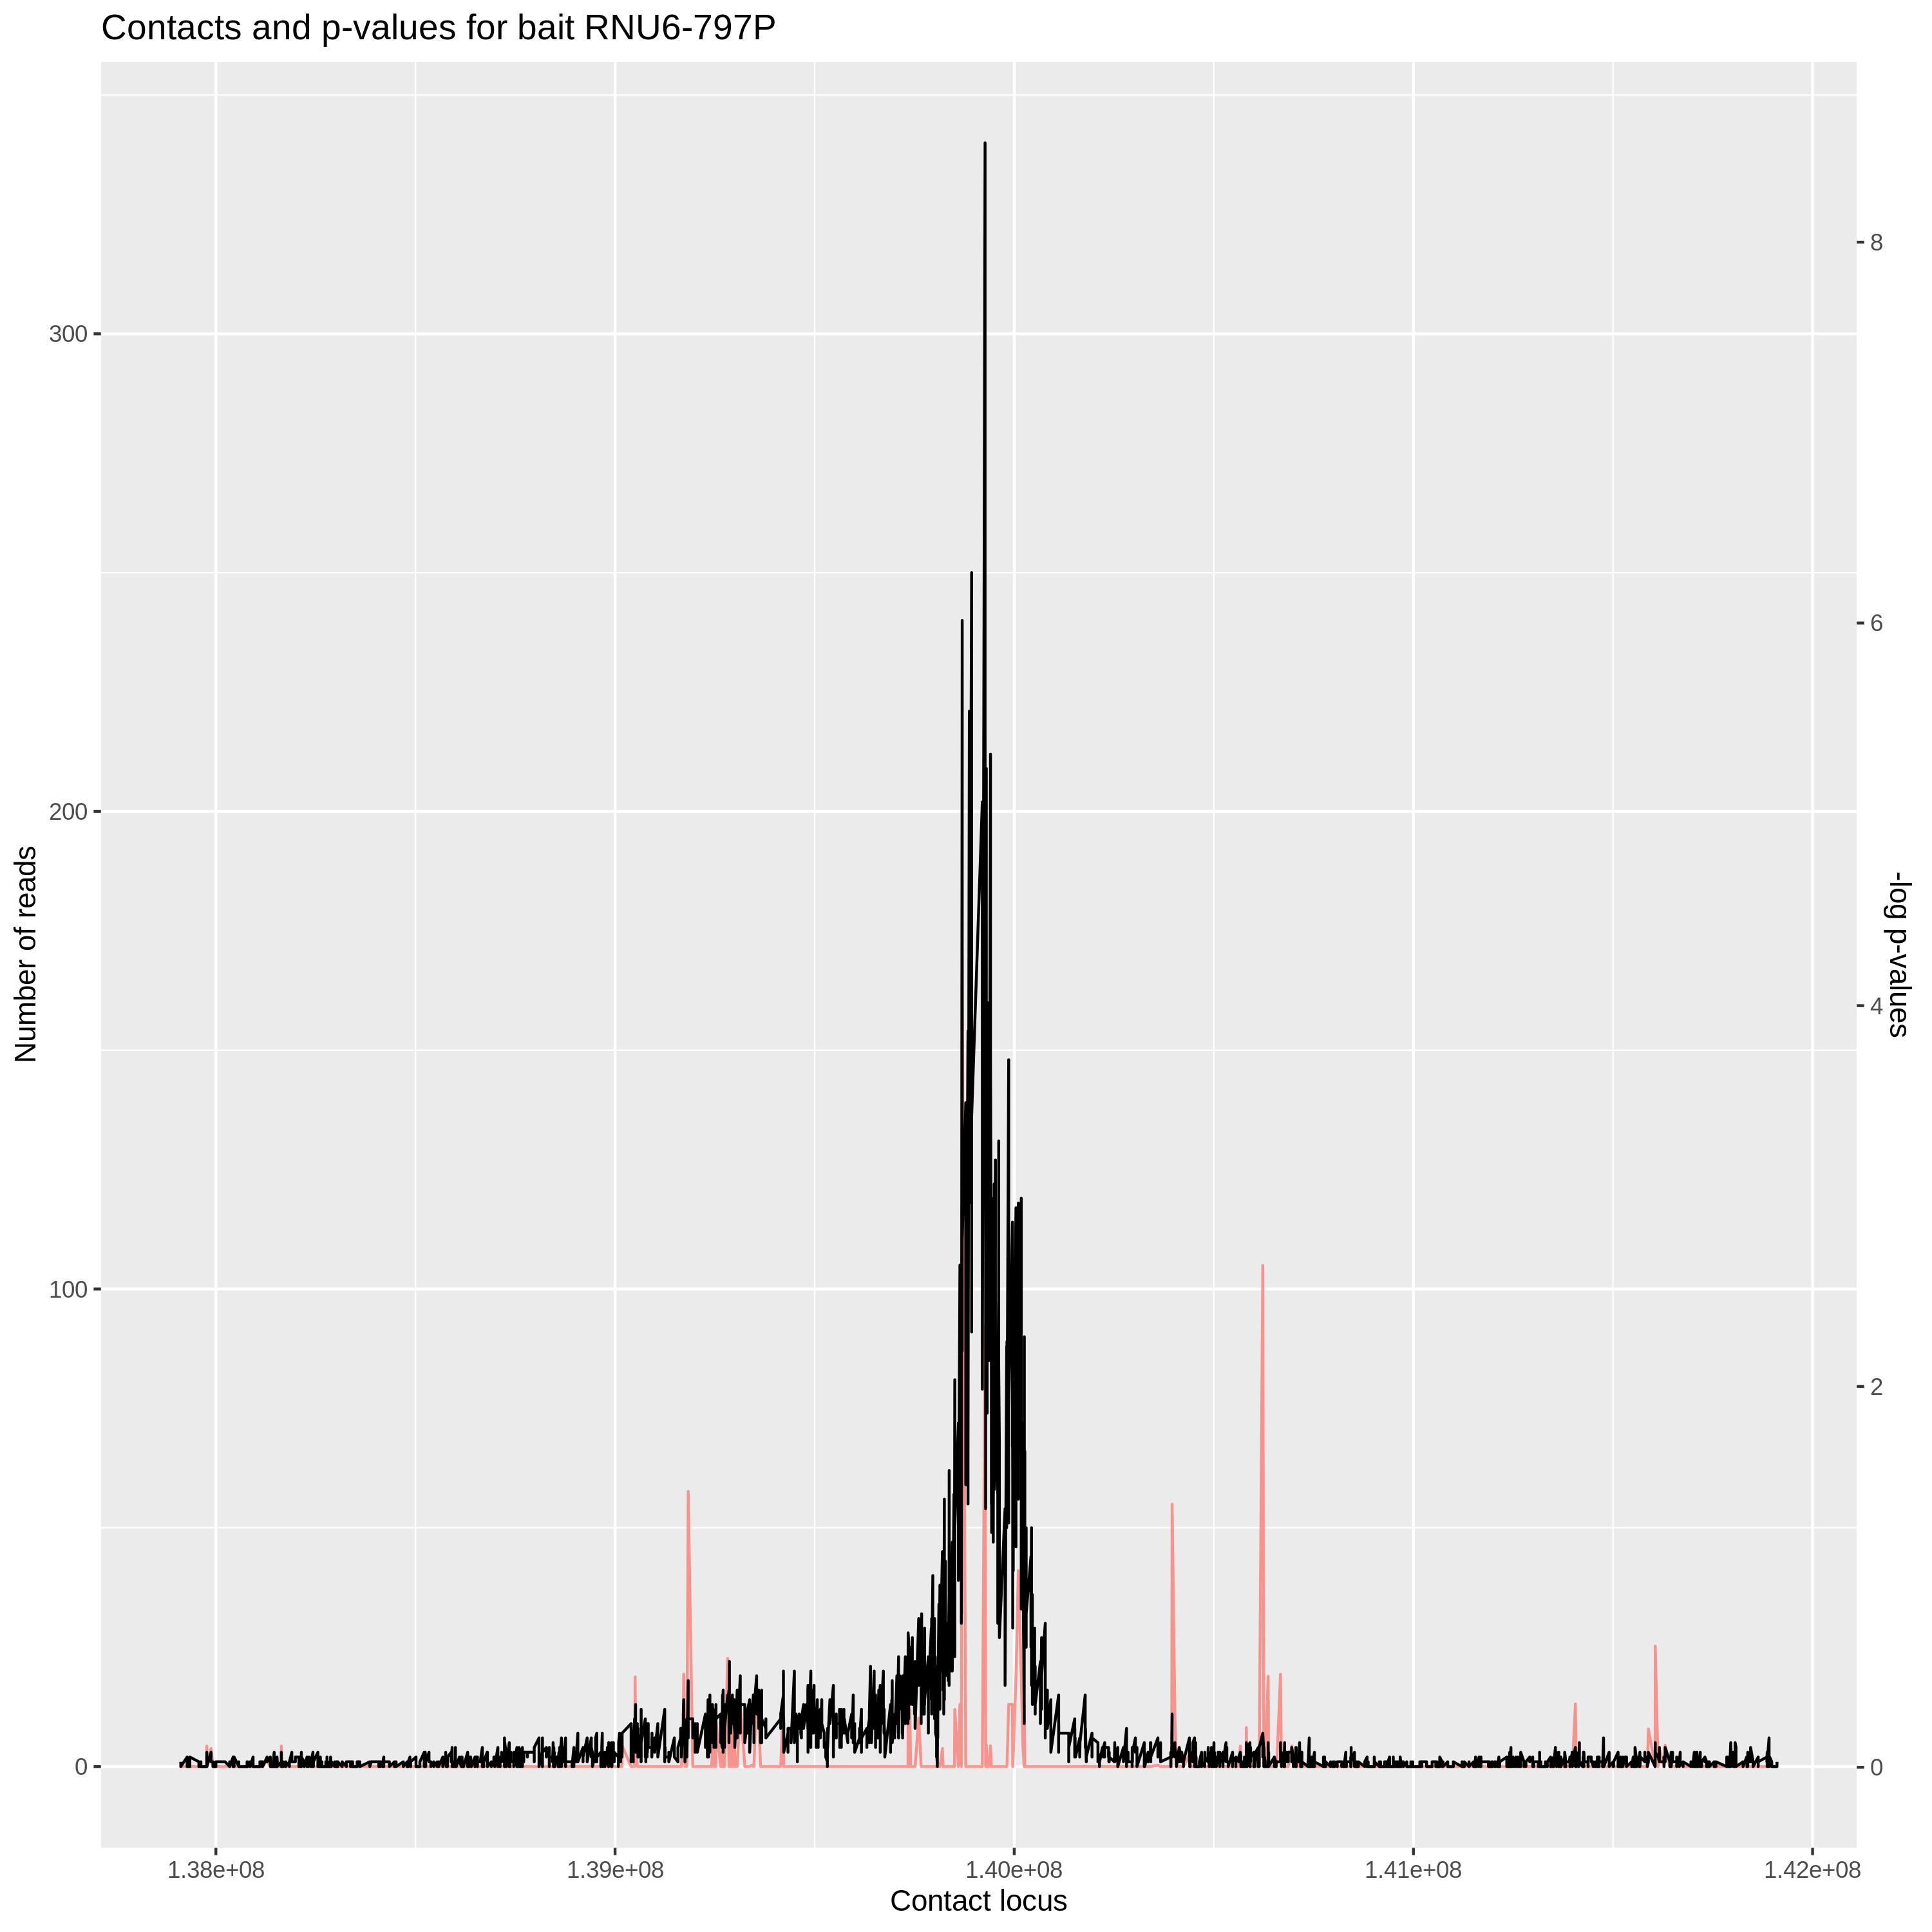 Contacts and p-values for bait RNU6-797P
Number of reads
300
200
100
0
8
6
4
2
0
-log p-values
1.38e+08
1.39e+08
1.40e+08
1.41e+08
1.42e+08
Contact locus